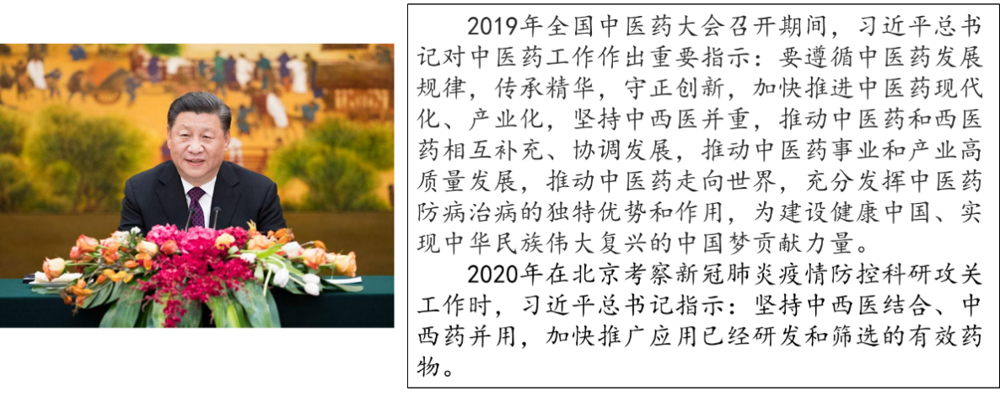 2019年全国中医药大会召开期间，习近平总书
记对中医药工作作出重要指示：要遵循中医药发展
规律，传承精华，守正创新，加快推进中医药现代
化、产业化，坚持中西医并重，推动中医药和西医
药相互补充、协调发展，推动中医药事业和产业高
质量发展，推动中医药走向世界，充分发挥中医药
防病治病的独特优势和作用，为建设健康中国、实
现中华民族伟大复兴的中国梦贡献力量。
2020年在北京考察新冠肺炎疫情防控科研攻关
工作时，习近平总书记指示：坚持中西医结合、中
西药并用，加快推广应用已经研发和筛选的有效药
物。